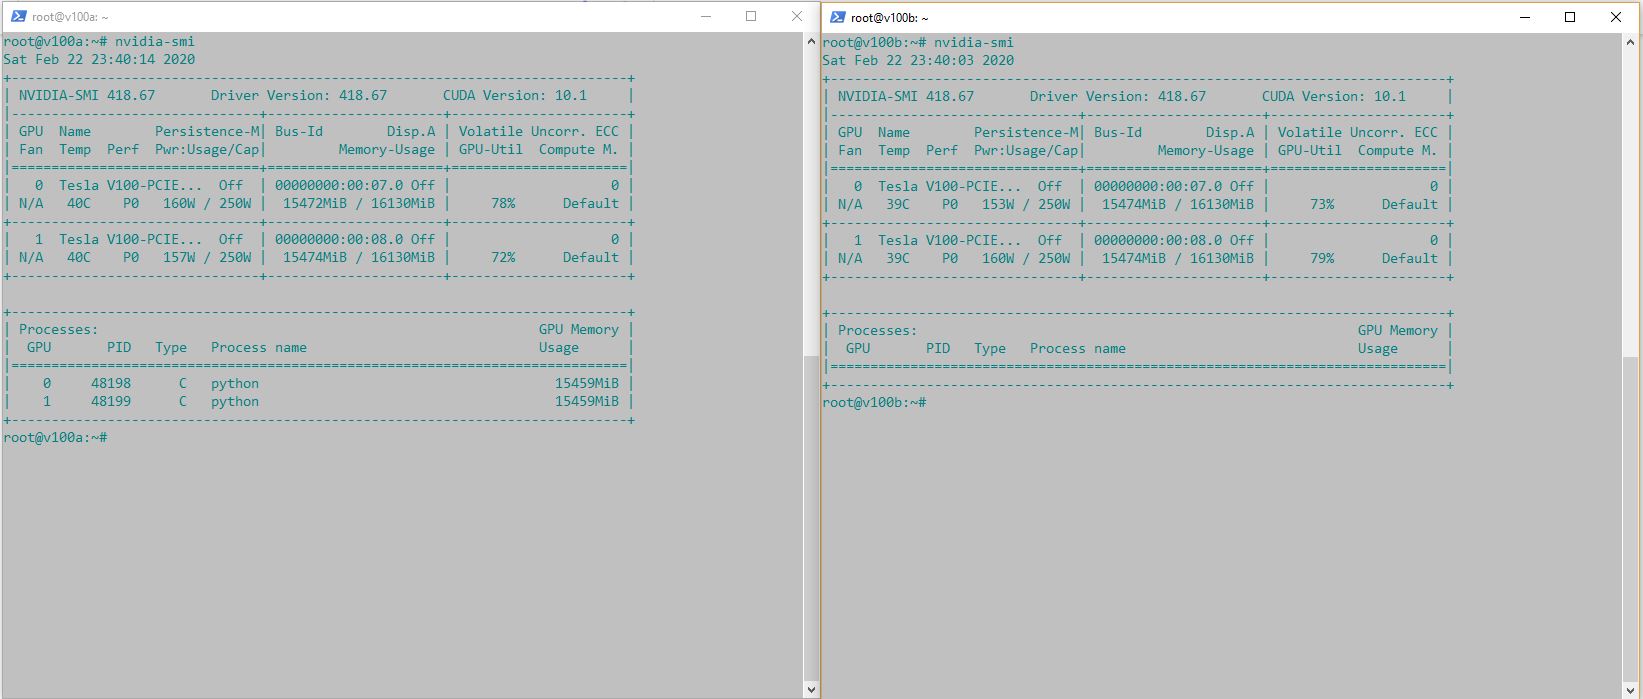 root@v100a: ~
root@v100a:~# nvidia-smi
Sat Feb 22 23:40:14 2020
+-----------------------------------------------------------------------------+
| NVIDIA-SMI 418.67       Driver Version: 418.67       CUDA Version: 10.1     |
|-------------------------------+----------------------+----------------------+
| GPU  Name        Persistence-M| Bus-Id        Disp.A | Volatile Uncorr. ECC |
| Fan  Temp  Perf  Pwr:Usage/Cap|         Memory-Usage | GPU-Util  Compute M. |
|===============================+======================+======================|
|   0  Tesla V100-PCIE...  Off  | 00000000:00:07.0 Off |                    0 |
| N/A   40C    P0   160W / 250W |  15472MiB / 16130MiB |     78%      Default |
+-------------------------------+----------------------+----------------------+
|   1  Tesla V100-PCIE...  Off  | 00000000:00:08.0 Off |                    0 |
| N/A   40C    P0   157W / 250W |  15474MiB / 16130MiB |     72%      Default |
+-------------------------------+----------------------+----------------------+
+-----------------------------------------------------------------------------+
| Processes:                                                       GPU Memory |
|  GPU       PID   Type   Process name                             Usage      |
|=============================================================================|
|    0     48198      C   python                                     15459MiB |
|    1     48199      C   python                                     15459MiB |
+-----------------------------------------------------------------------------+
root@v100a:~#
root@v100b: ~
root@v100b:~# nvidia-smi
Sat Feb 22 23:40:03 2020
+-----------------------------------------------------------------------------+
| NVIDIA-SMI 418.67       Driver Version: 418.67       CUDA Version: 10.1     |
|-------------------------------+----------------------+----------------------+
| GPU  Name        Persistence-M| Bus-Id        Disp.A | Volatile Uncorr. ECC |
| Fan  Temp  Perf  Pwr:Usage/Cap|         Memory-Usage | GPU-Util  Compute M. |
|===============================+======================+======================|
|   0  Tesla V100-PCIE...  Off  | 00000000:00:07.0 Off |                    0 |
| N/A   39C    P0   153W / 250W |  15474MiB / 16130MiB |     73%      Default |
+-------------------------------+----------------------+----------------------+
|   1  Tesla V100-PCIE...  Off  | 00000000:00:08.0 Off |                    0 |
| N/A   39C    P0   160W / 250W |  15474MiB / 16130MiB |     79%      Default |
+-------------------------------+----------------------+----------------------+
+-----------------------------------------------------------------------------+
| Processes:                                                       GPU Memory |
|  GPU       PID   Type   Process name                             Usage      |
|=============================================================================|
+-----------------------------------------------------------------------------+
root@v100b:~#